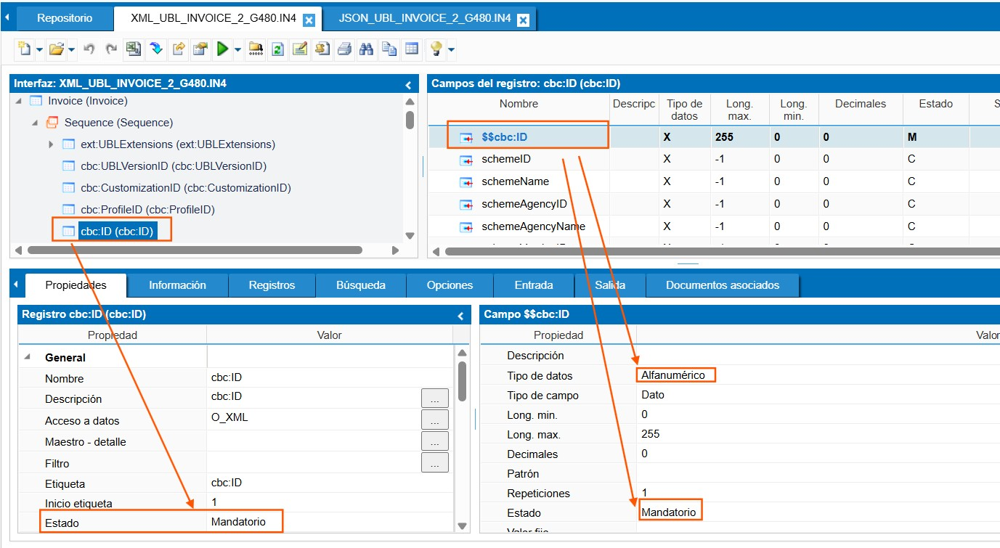 Repositorio
XML_UBL_INVOICE_2_G480.IN4
JSON_UBL_INVOICE_2_G480.IN4
Interfaz: XML_UBL_INVOICE_2_G480.IN4
Invoice (Invoice)
Sequence (Sequence)
ext:UBLExtensions (ext:UBLExtensions)
cbc:UBLVersionID (cbc:UBLVersionID)
cbc:CustomizationID (cbc:CustomizationID)
cbc:ProfileID (cbc:ProfileID)
cbc:ID (cbc:ID)
Campos del registro: cbc:ID (cbc:ID)
Nombre Descripc Tipo de datos Long. max. Long. min. Decimales Estado S
$$cbc:ID X 255 0 0 M
schemeID X -1 0 0 C
schemeName X -1 0 0 C
schemeAgencyID X -1 0 0 C
schemeAgencyName X -1 0 0 C
Propiedades Información Registros Búsqueda Opciones Entrada Salida Documentos asociados
Registro cbc:ID (cbc:ID)
Propiedad Valor
General
Nombre cbc:ID
Descripción cbc:ID ...
Acceso a datos O_XML ...
Maestro - detalle ...
Filtro ...
Etiqueta cbc:ID
Inicio etiqueta 1
Estado Mandatorio
Campo $$cbc:ID
Propiedad Valor
Descripción
Tipo de datos Alfanumérico
Tipo de campo Dato
Long. min. 0
Long. max. 255
Decimales 0
Patrón
Repeticiones 1
Estado Mandatorio
Valor fijo